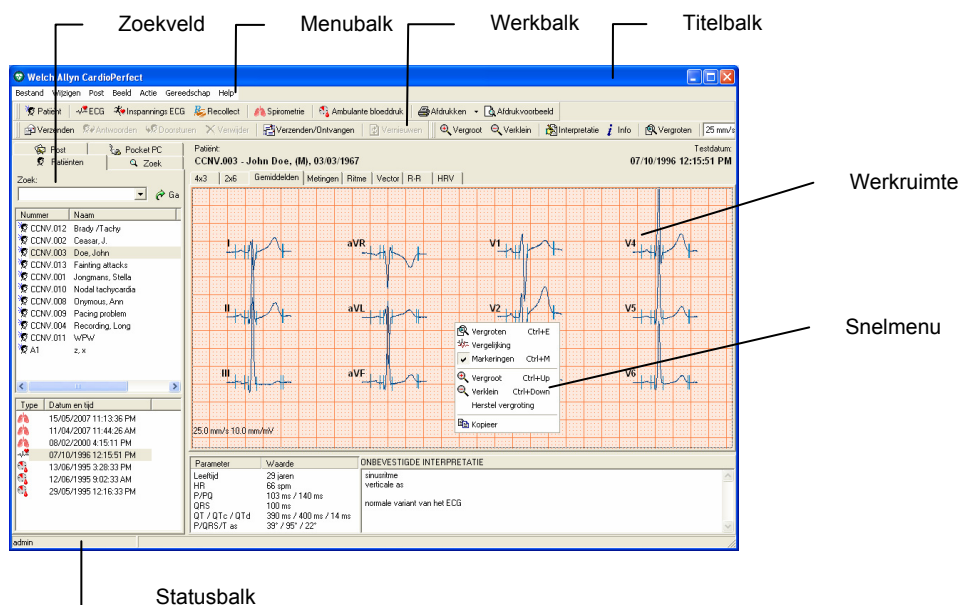 Zoekveld Menubalk Werkbalk Titelbalk
Welch Allyn CardioPerfect
Bestand Wijzigen Post Beeld Actie Gereedschap Help
Patiënt ECG Inspannings ECG Recollect Spirometrie Ambulante bloeddruk Afdrukken Afdrukvoorbeeld
Verzenden Antwoorden Doorsturen Verwijder Verzenden/Ontvangen Vernieuwen Vergroot Verklein Interpretatie Info Vergroten 25 mm/s
Post Pocket PC
Patiënten Zoek
Zoek:
Ga
Nummer Naam
CCNV.012 Brady /Tachy
CCNV.002 Ceasar, J.
CCNV.003 Doe, John
CCNV.013 Fainting attacks
CCNV.001 Jongmans, Stella
CCNV.010 Nodal tachycardia
CCNV.008 Onymous, Ann
CCNV.009 Pacing problem
CCNV.004 Recording, Long
CCNV.011 WPW
A1 z, x
Type Datum en tijd
15/05/2007 11:13:36 PM
11/04/2007 11:44:26 AM
08/02/2000 4:15:11 PM
07/10/1996 12:15:51 PM
13/06/1995 3:28:33 PM
12/06/1995 9:02:33 AM
29/05/1995 12:16:33 PM
Patiënt: Testdatum:
CCNV.003 - John Doe, (M), 03/03/1967 07/10/1996 12:15:51 PM
4x3 2x6 Gemiddelden Metingen Ritme Vector R-R HRV
I aVR V1 V4
II aVL V2 V5
III aVF V6
25.0 mm/s 10.0 mm/mV
Vergroten Ctrl+E
Vergelijking
Markeringen Ctrl+M
Vergroot Ctrl+Up
Verklein Ctrl+Down
Herstel vergroting
Kopieer
Werkruimte
Snelmenu
Parameter Waarde
Leeftijd 29 jaren
HR 66 spm
P/PQ 103 ms / 140 ms
QRS 100 ms
QT / QTc / QTd 390 ms / 400 ms / 14 ms
P/QRS/T as 39° / 95° / 22°
ONBEVESTIGDE INTERPRETATIE
sinusritme
verticale as
normale variant van het ECG
admin
Statusbalk